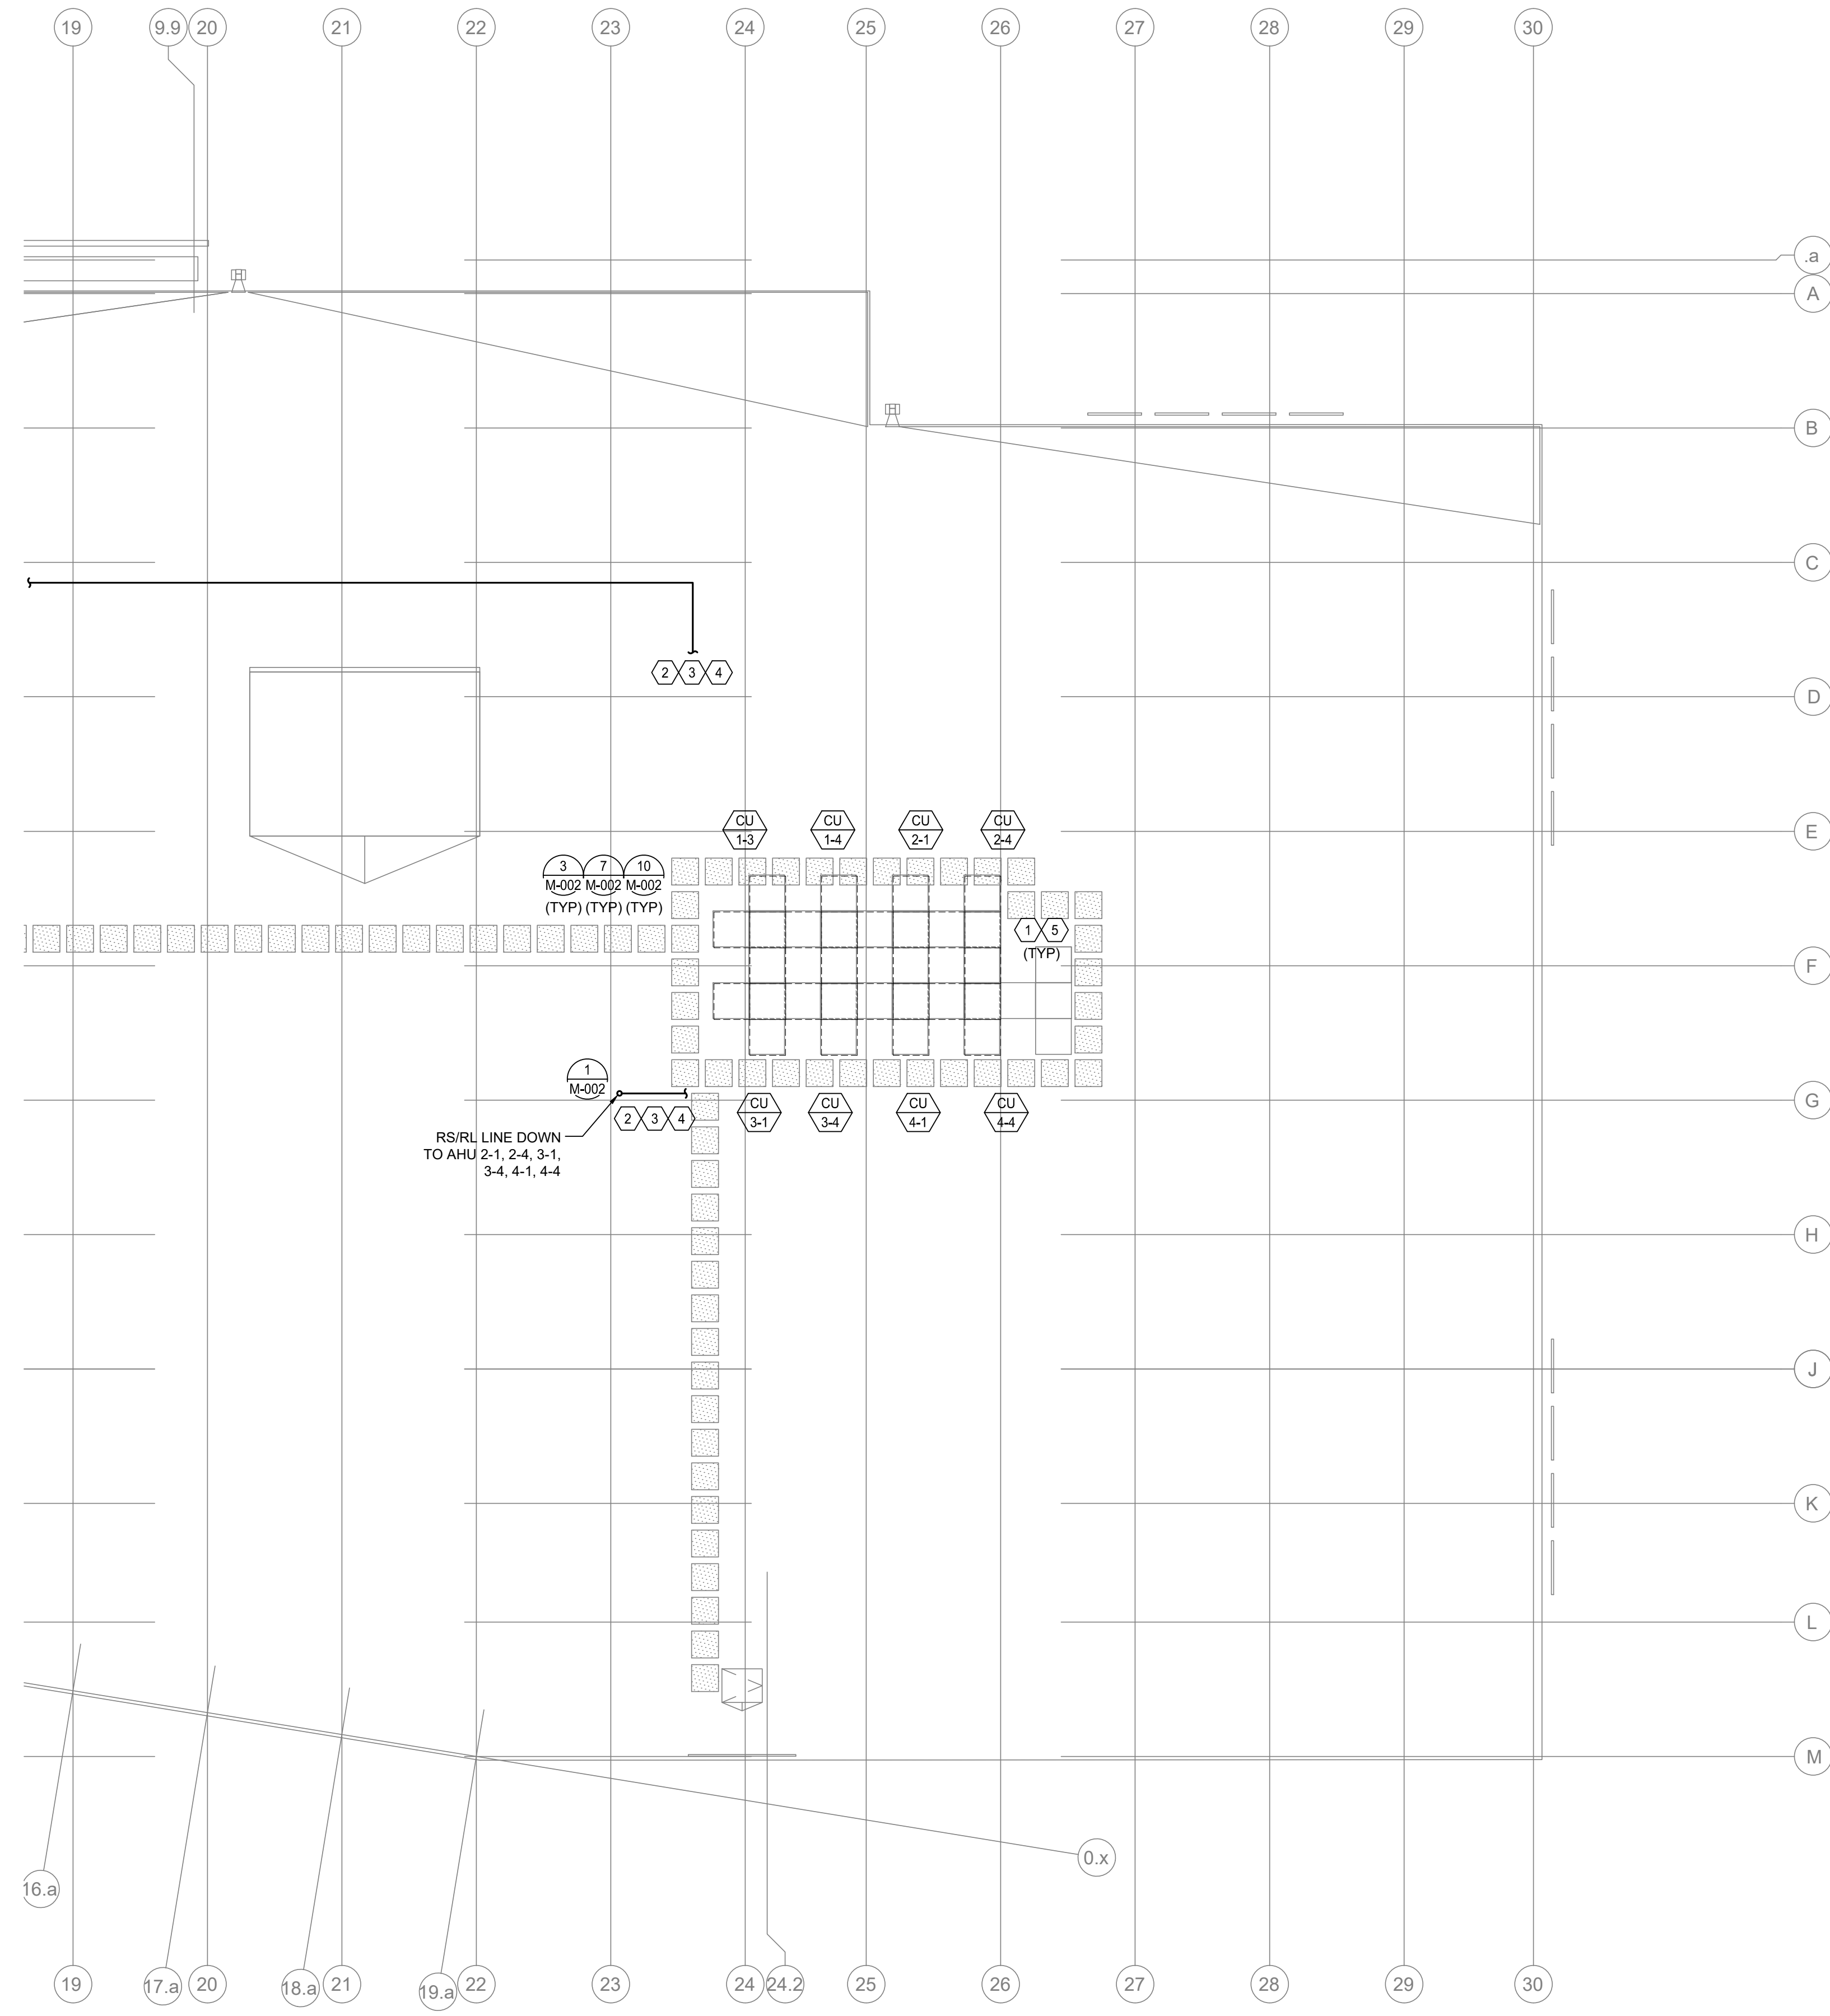 19
9.9
20
21
22
23
24
25
26
27
28
29
30
.a
A
H
H
B
C
2 3 4
D
CU
1-3
CU
1-4
CU
2-1
CU
2-4
E
3
M-002
(TYP)
7
M-002
(TYP)
10
M-002
(TYP)
1 5
(TYP)
F
1
M-002
2 3 4
RS/RL LINE DOWN
TO AHU 2-1, 2-4, 3-1,
3-4, 4-1, 4-4
CU
3-1
CU
3-4
CU
4-1
CU
4-4
G
H
J
K
L
M
0.x
16.a
19
17.a
20
18.a
21
19.a
22
23
24
24.2
25
26
27
28
29
30